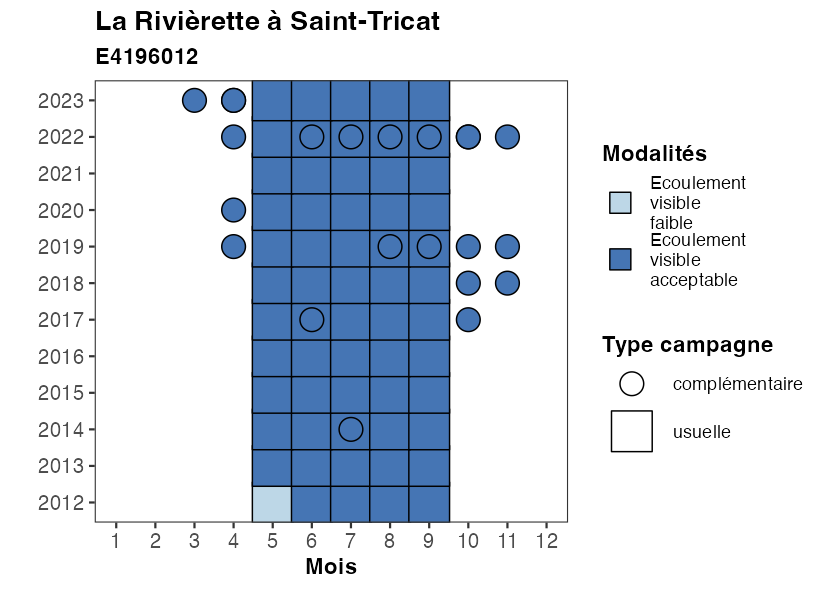 La Rivièrette à Saint-Tricat
E4196012
2023
2022
2021
2020
2019
2018
2017
2016
2015
2014
2013
2012
1 2 3 4 5 6 7 8 9 10 11 12
Mois
Modalités
Ecoulement
visible
faible
Ecoulement
visible
acceptable
Type campagne
complémentaire
usuelle